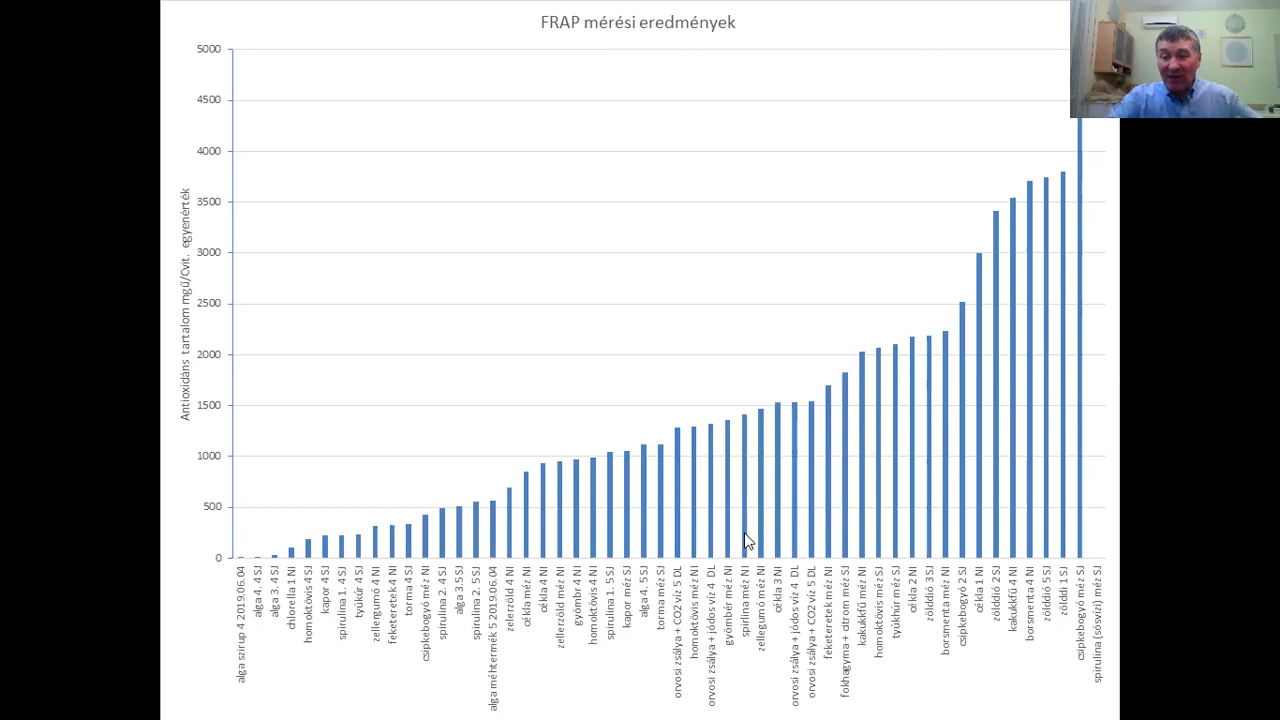 FRAP mérési eredmények
Antioxidáns tartalom mgű/Cvit. egyenérték
5000
4500
4000
3500
3000
2500
2000
1500
1000
500
0
alga szirup 4 2019.06.04
alga 4. 4 SJ
alga 3. 4 SJ
chlorella 1 NI
homoktövis 4 SJ
kapor 4 SJ
spirulina 1. 4 SJ
tyúkúr 4 SJ
zellergumó 4 NI
feketeretek 4 NI
torma 4 SJ
csipkebogyó méz NI
spirulina 2. 4 SJ
alga 3.5 SJ
spirulina 2. 5 SJ
alga méhtermék 5 2019.06.04
zelerzöld 4 NI
cékla méz NI
cékla 4 NI
zellerzöld méz NI
gyömbr 4 NI
homoktövis 4 NI
spirulina 1. 5 SJ
kapor méz SJ
alga 4. 5 SJ
torma méz SJ
orvosi zsálya + CO2 víz 5 DL
homoktövis méz NI
orvosi zsálya + jódos víz 4 DL
gyömbér méz NI
spirlina méz NI
zellegumó méz NI
cékla 3 NI
orvosi zsálya + jódos víz 4 DL
orvosi zsálya + CO2 víz 5 DL
feketeretek méz NI
fokhagyma + citrom méz SJ
kakukkfű méz NI
homoktövis méz SJ
tyúkhúr méz SJ
cékla 2 NI
zölddió 3 SJ
borsmenta méz NI
csipkebogyó 2 SJ
cékla 1 NI
zölddió 2 SJ
kakukkfű 4 NI
borsmenta 4 NI
zölddió 5 SJ
zölddi 1 SJ
csipkebogyó méz SJ
spirulina (sósvízi) méz SJ